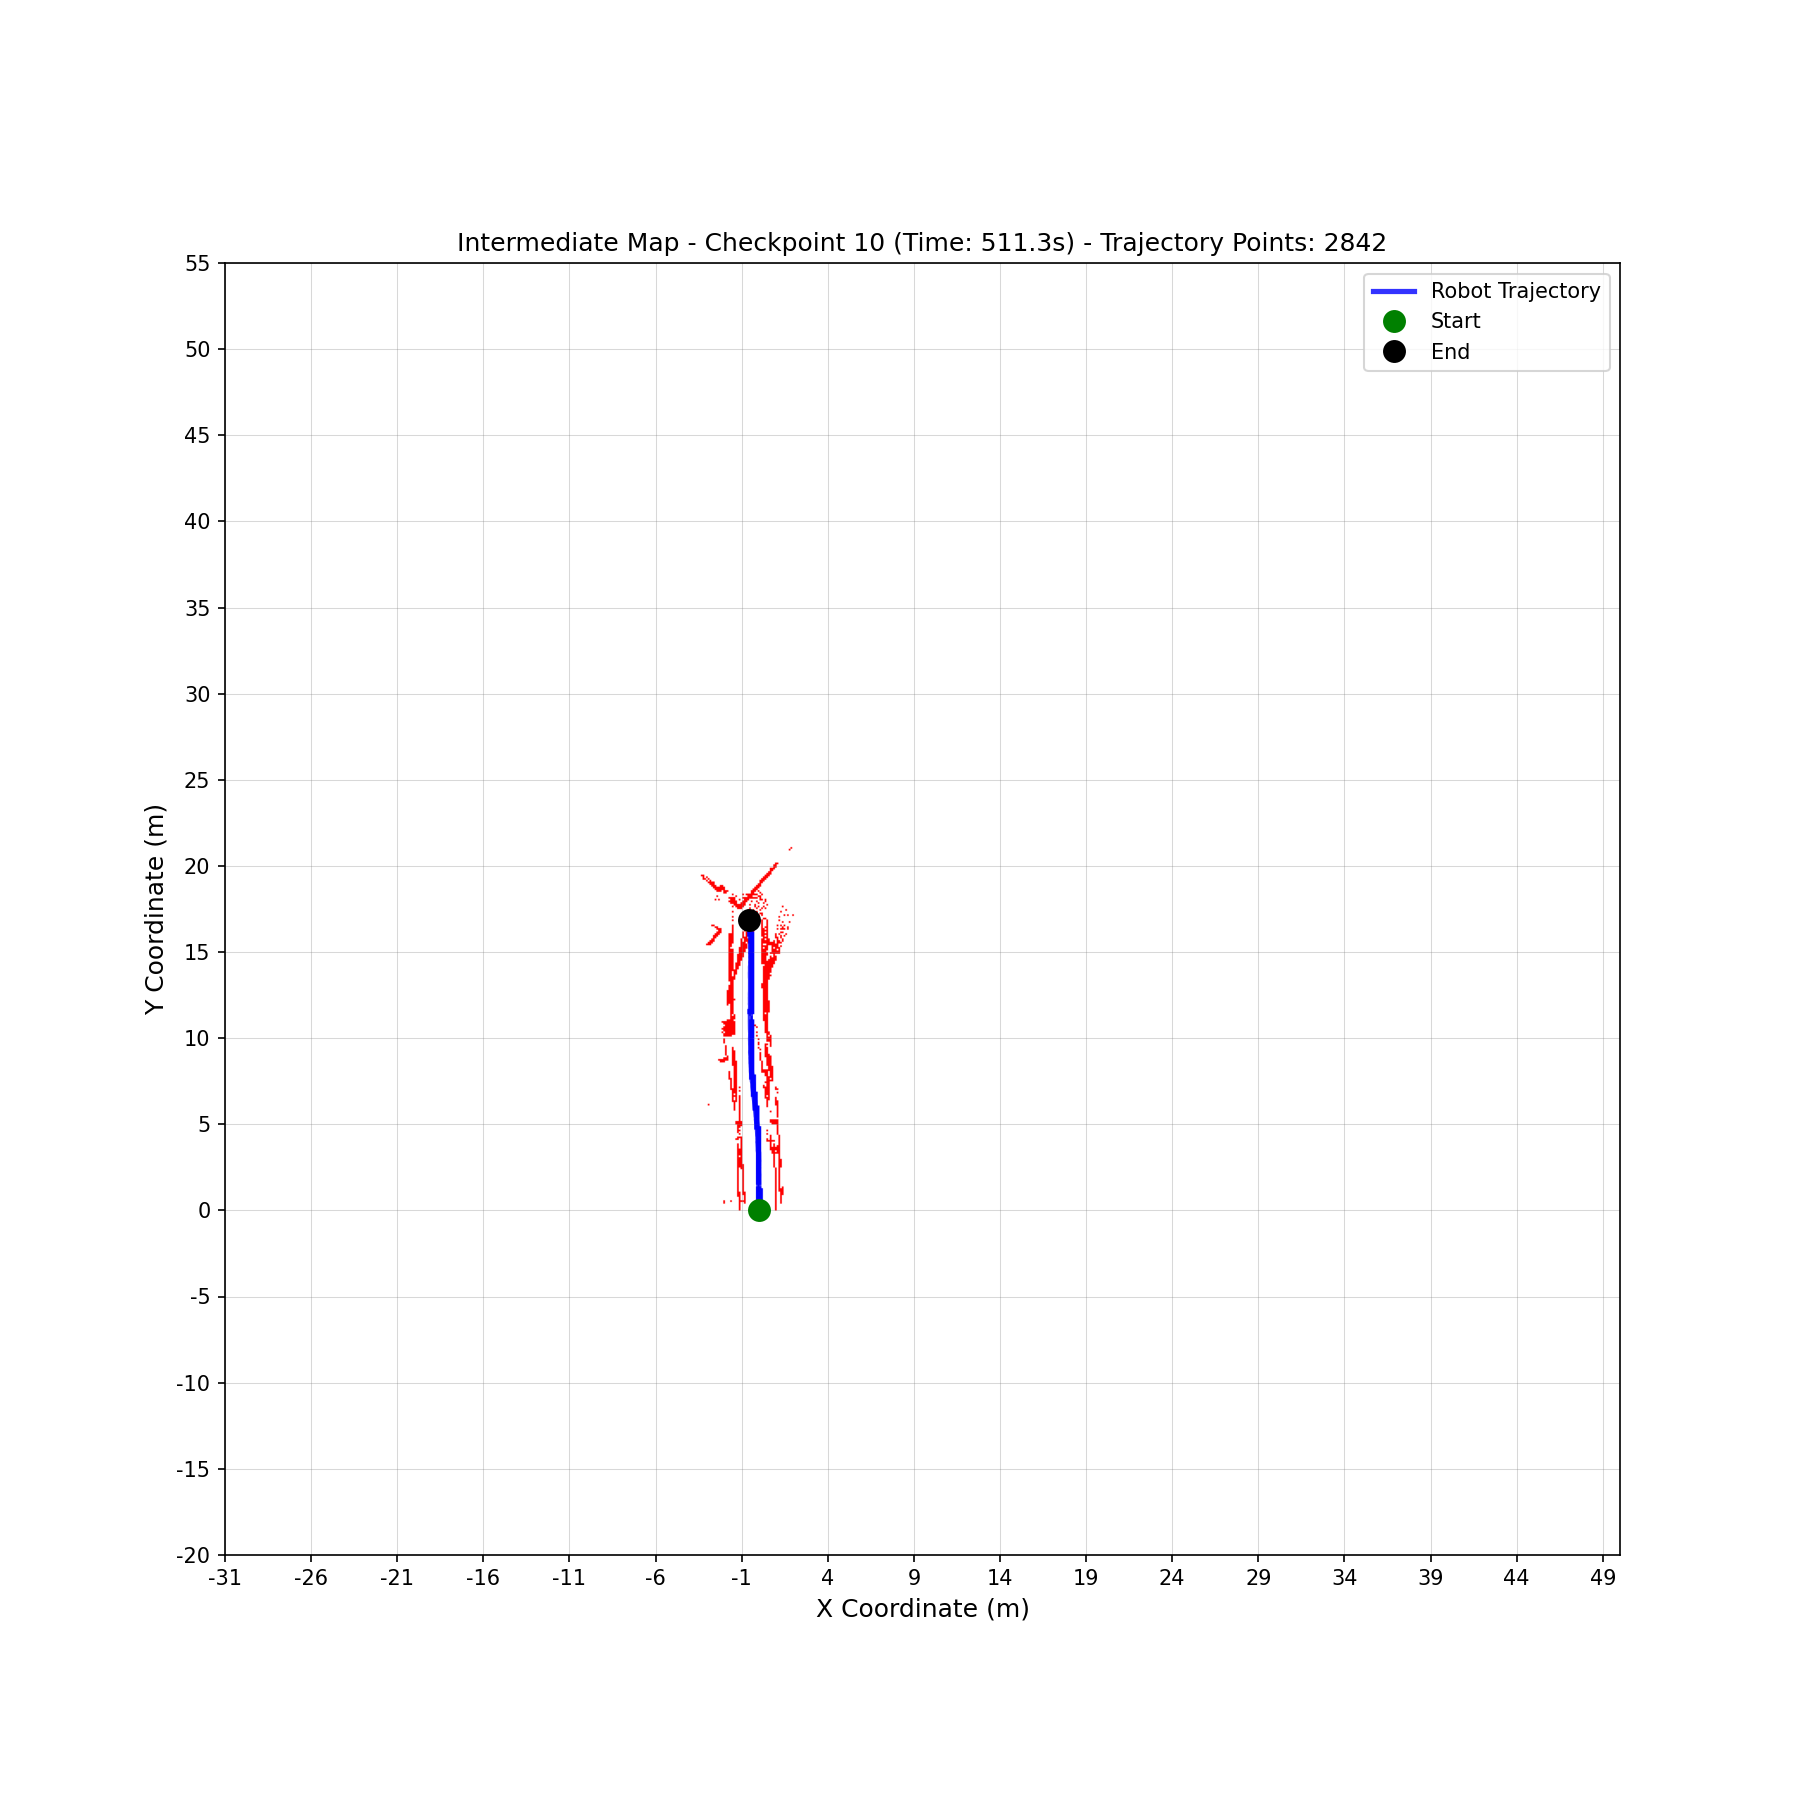 Intermediate Map - Checkpoint 10 (Time: 511.3s) - Trajectory Points: 2842
Robot Trajectory
Start
End
55
50
45
40
35
30
25
20
15
10
5
0
-5
-10
-15
-20
Y Coordinate (m)
-31 -26 -21 -16 -11 -6 -1 4 9 14 19 24 29 34 39 44 49
X Coordinate (m)